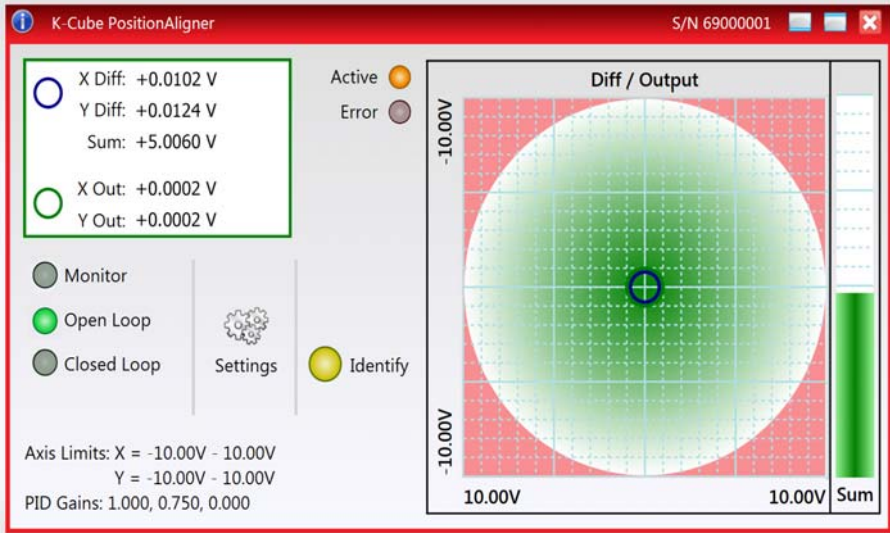 K-Cube PositionAligner
S/N 69000001
X Diff: +0.0102 V
Y Diff: +0.0124 V
Sum: +5.0060 V
X Out: +0.0002 V
Y Out: +0.0002 V
Active
Error
Monitor
Open Loop
Closed Loop
Settings
Identify
Axis Limits: X = -10.00V - 10.00V
Y = -10.00V - 10.00V
PID Gains: 1.000, 0.750, 0.000
Diff / Output
-10.00V
-10.00V
10.00V
10.00V
Sum